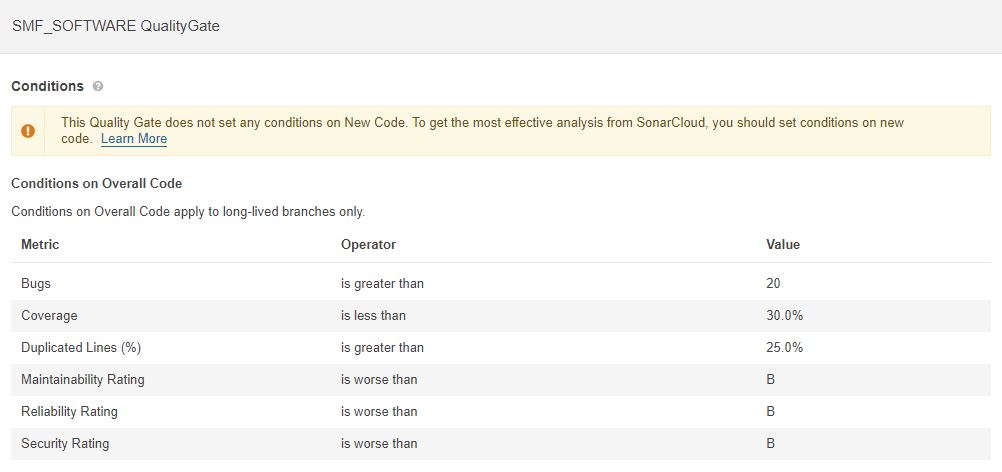 SMF_SOFTWARE QualityGate
Conditions ?
This Quality Gate does not set any conditions on New Code. To get the most effective analysis from SonarCloud, you should set conditions on new
code. Learn More
Conditions on Overall Code
Conditions on Overall Code apply to long-lived branches only.
Metric Operator Value
Bugs is greater than 20
Coverage is less than 30.0%
Duplicated Lines (%) is greater than 25.0%
Maintainability Rating is worse than B
Reliability Rating is worse than B
Security Rating is worse than B